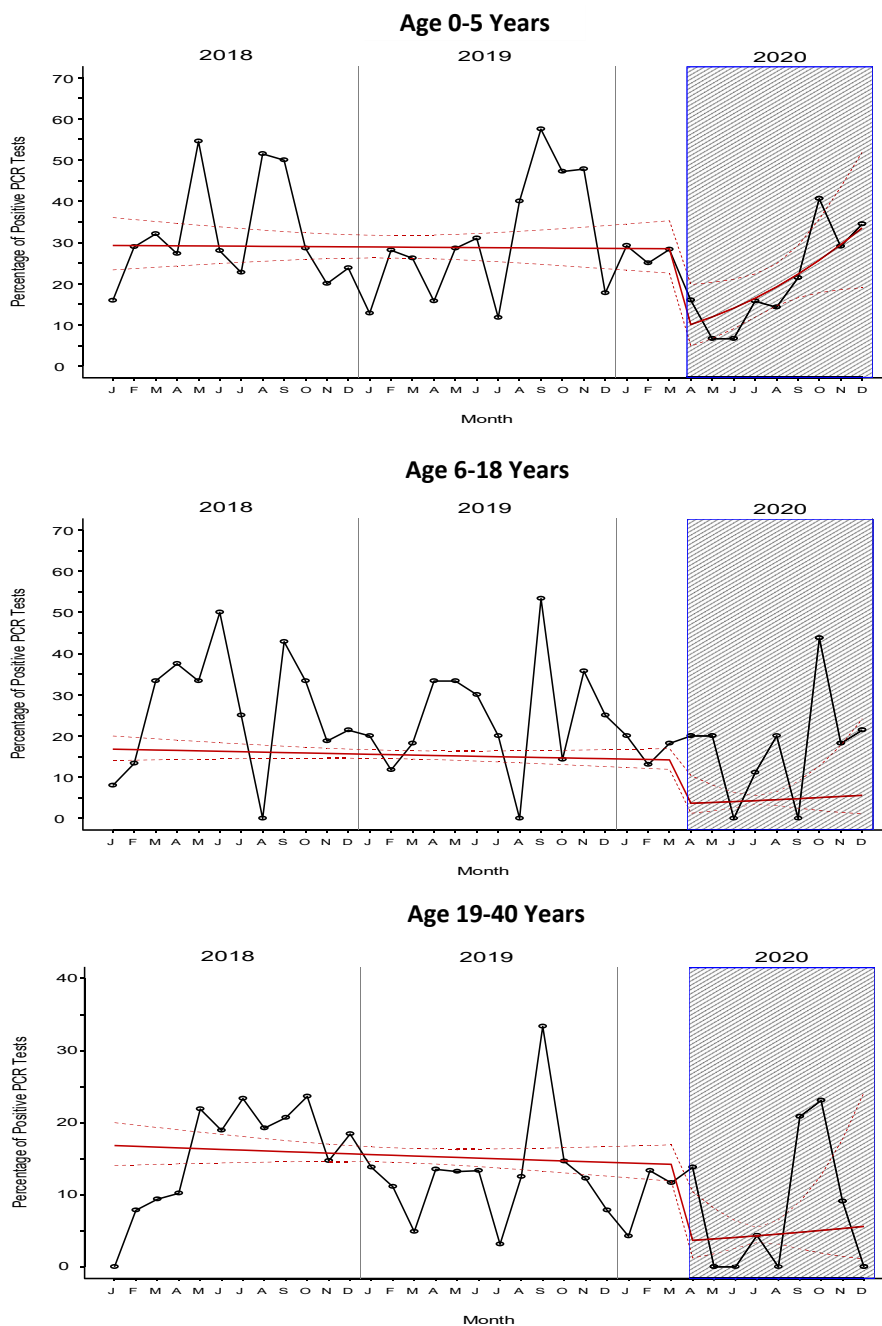 Age 0-5 Years
2018 2019 2020
Percentage of Positive PCR Tests
70
60
50
40
30
20
10
0
J F M A M J J A S O N D J F M A M J J A S O N D J F M A M J J A S O N D
Month
Age 6-18 Years
2018 2019 2020
Percentage of Positive PCR Tests
70
60
50
40
30
20
10
0
J F M A M J J A S O N D J F M A M J J A S O N D J F M A M J J A S O N D
Month
Age 19-40 Years
2018 2019 2020
Percentage of Positive PCR Tests
40
30
20
10
0
J F M A M J J A S O N D J F M A M J J A S O N D J F M A M J J A S O N D
Month